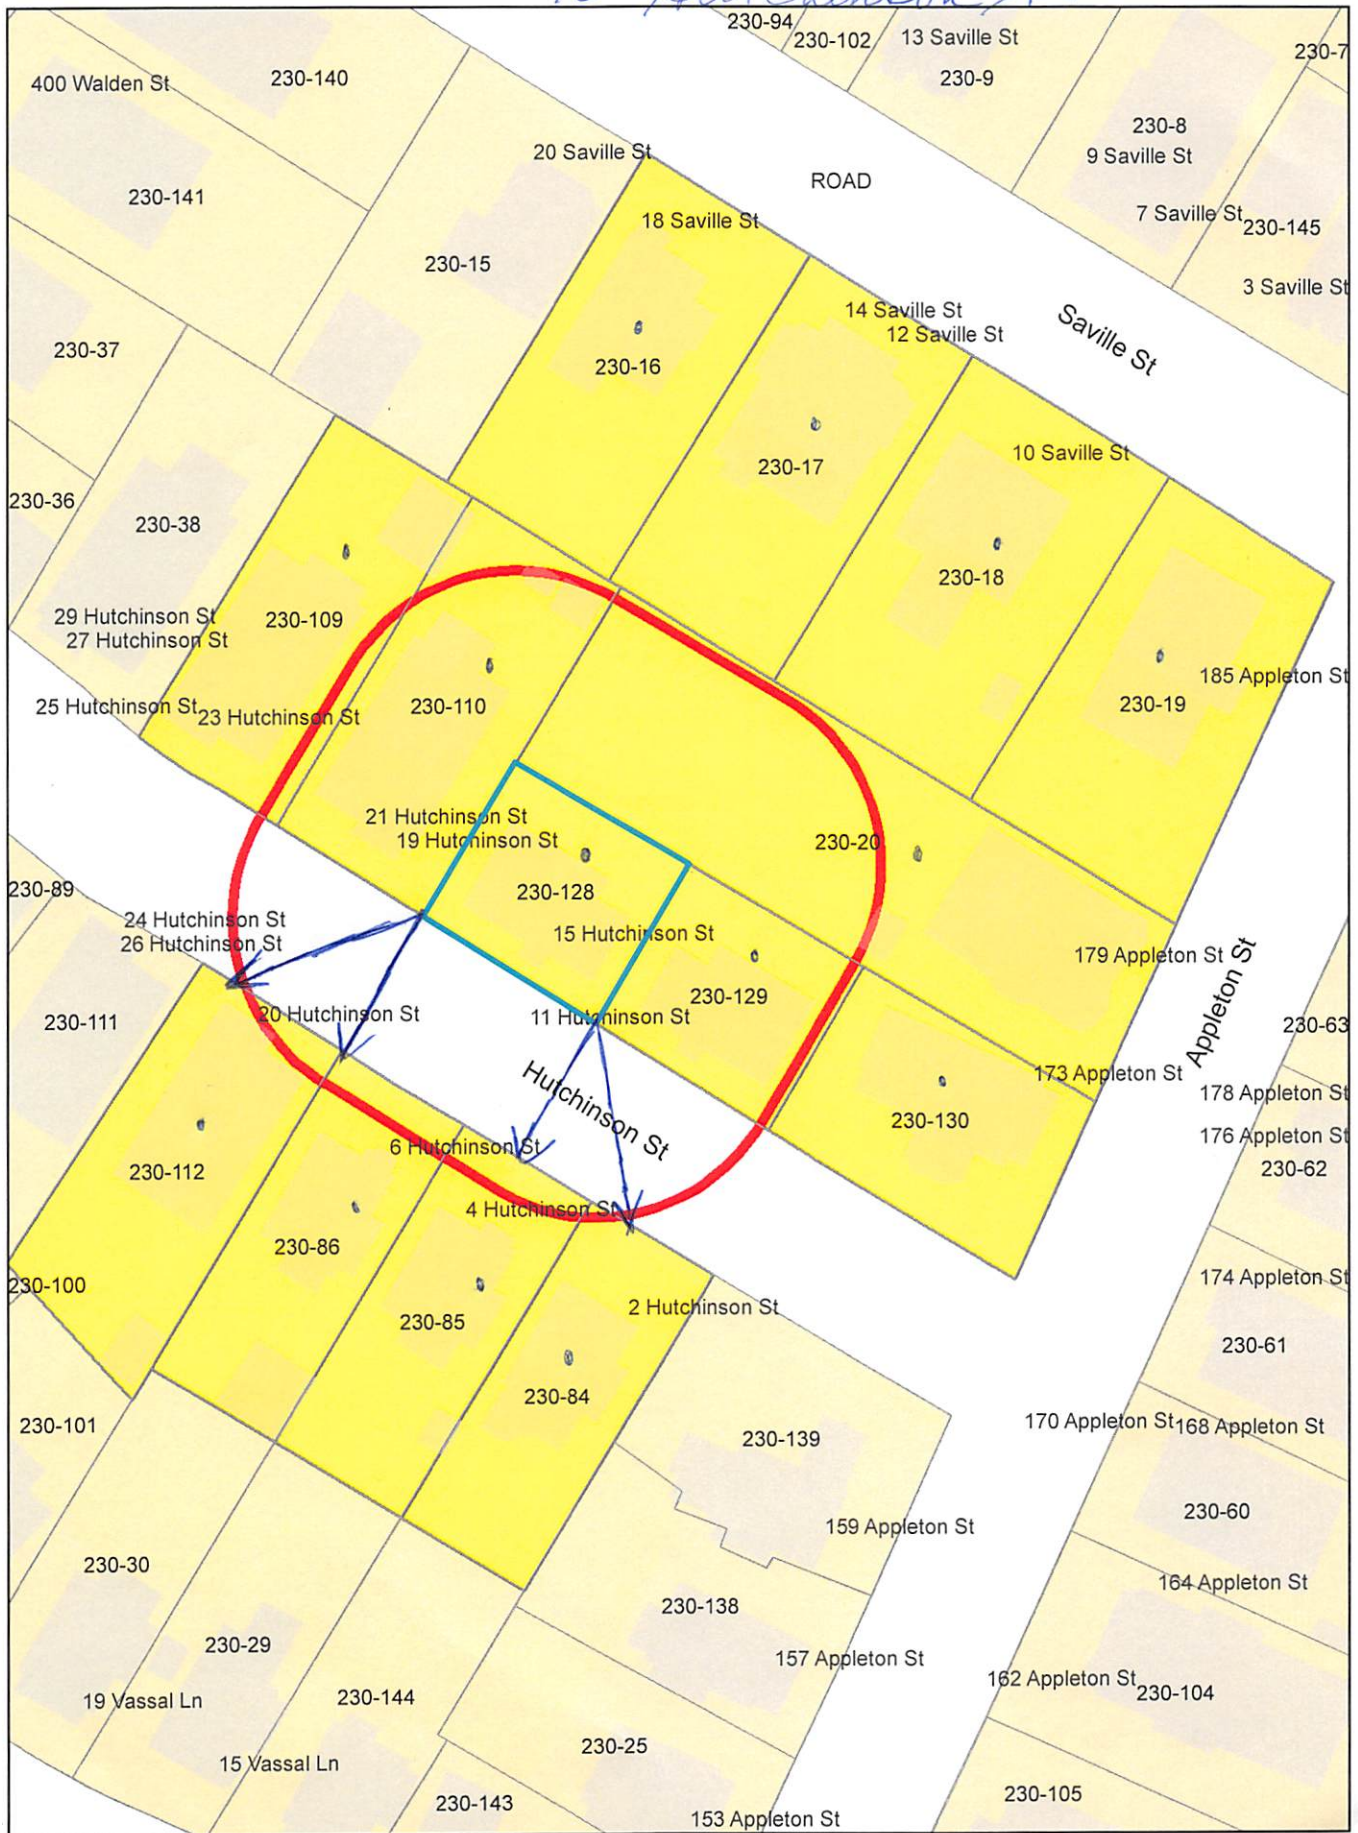 230-94
230-102
13 Saville St
230-7
400 Walden St
230-140
230-9
230-8
20 Saville St
9 Saville St
ROAD
230-141
18 Saville St
7 Saville St
230-145
230-15
3 Saville St
14 Saville St
12 Saville St
Saville St
230-37
230-16
10 Saville St
230-17
230-36
230-38
230-18
29 Hutchinson St
230-109
27 Hutchinson St
185 Appleton St
25 Hutchinson St
23 Hutchinson St
230-110
230-19
21 Hutchinson St
19 Hutchinson St
230-20
230-89
230-128
24 Hutchinson St
26 Hutchinson St
15 Hutchinson St
179 Appleton St
Appleton St
230-129
230-111
20 Hutchinson St
11 Hutchinson St
230-63
Hutchinson St
173 Appleton St
178 Appleton St
230-130
6 Hutchinson St
176 Appleton St
230-112
230-62
4 Hutchinson St
230-86
230-100
174 Appleton St
2 Hutchinson St
230-85
230-61
230-84
230-101
170 Appleton St
168 Appleton St
230-139
230-60
159 Appleton St
230-30
164 Appleton St
230-138
230-29
157 Appleton St
162 Appleton St
230-104
19 Vassal Ln
230-144
230-25
15 Vassal Ln
230-143
230-105
153 Appleton St